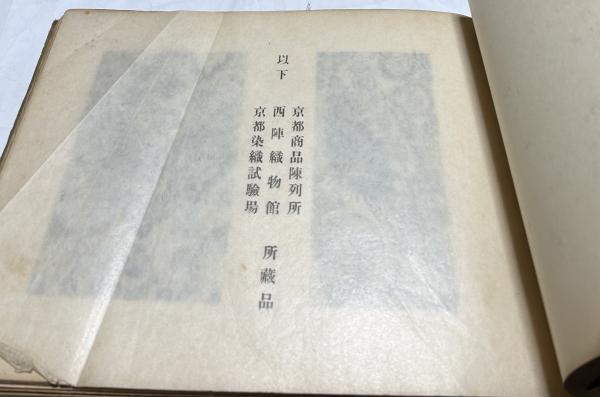 以下
京都商品陳列所
西陣織物館
京都染織試驗場
所藏品